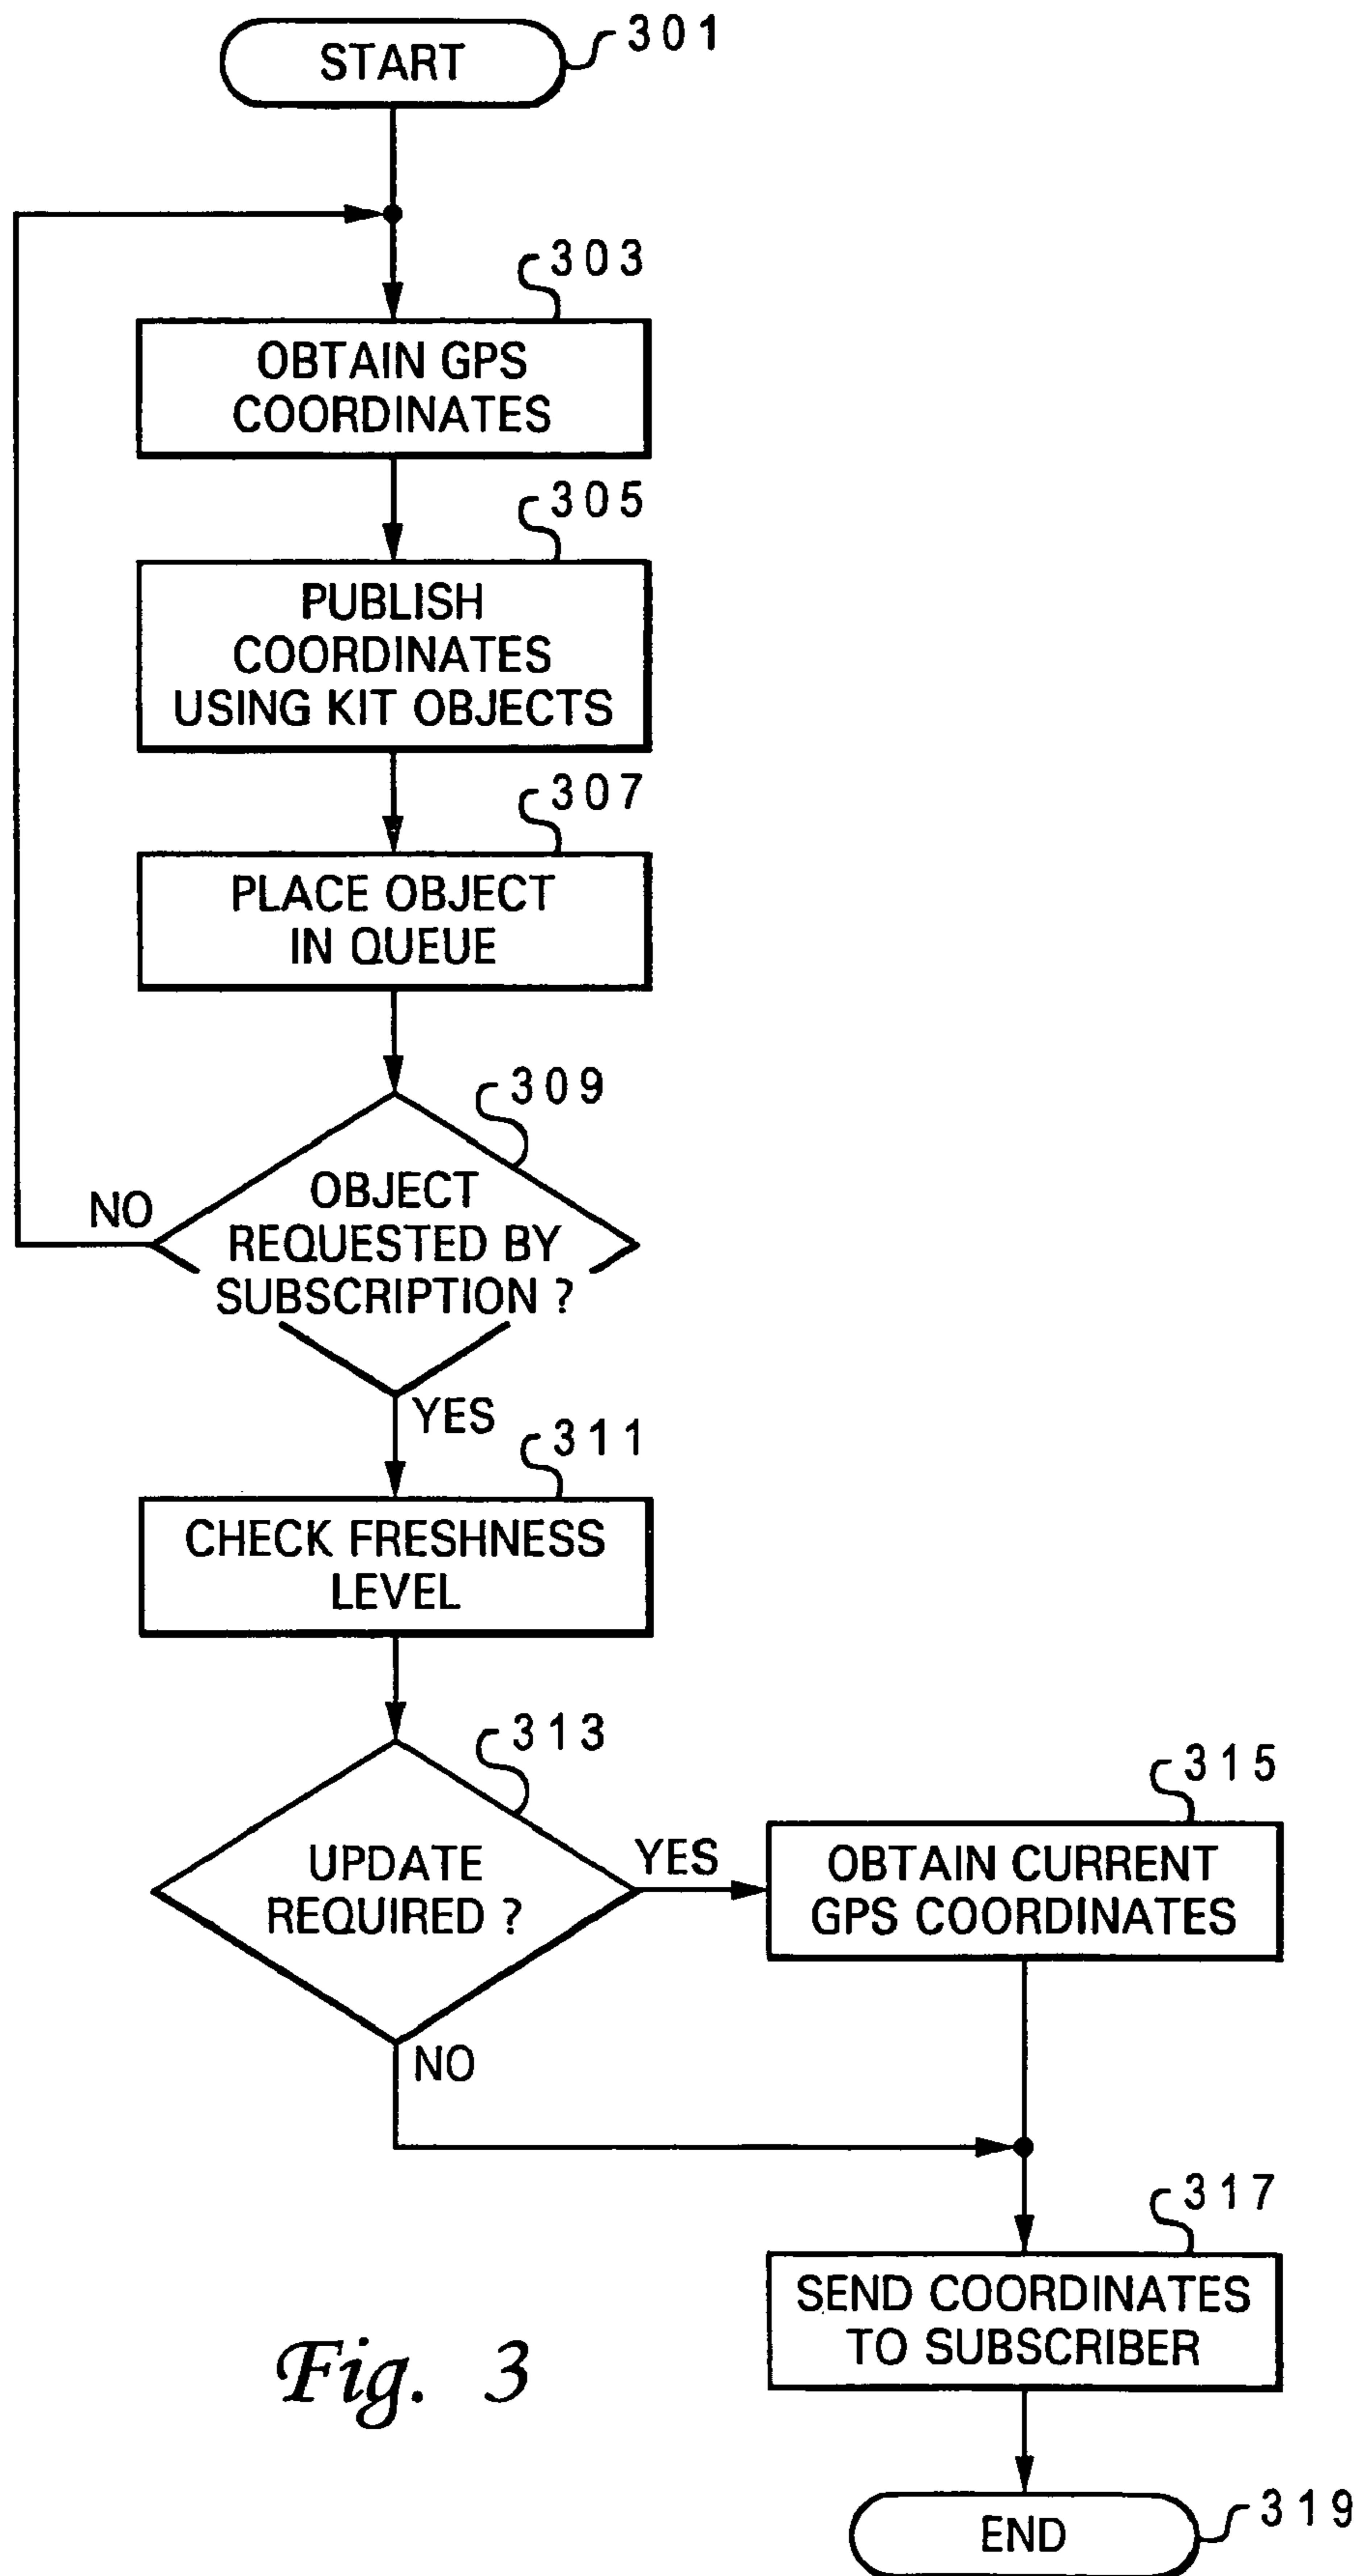 START
301
303
OBTAIN GPS
COORDINATES
305
PUBLISH
COORDINATES
USING KIT OBJECTS
307
PLACE OBJECT
IN QUEUE
309
OBJECT
REQUESTED BY
SUBSCRIPTION ?
NO
YES
311
CHECK FRESHNESS
LEVEL
313
UPDATE
REQUIRED ?
YES
NO
315
OBTAIN CURRENT
GPS COORDINATES
317
SEND COORDINATES
TO SUBSCRIBER
END
319
Fig. 3